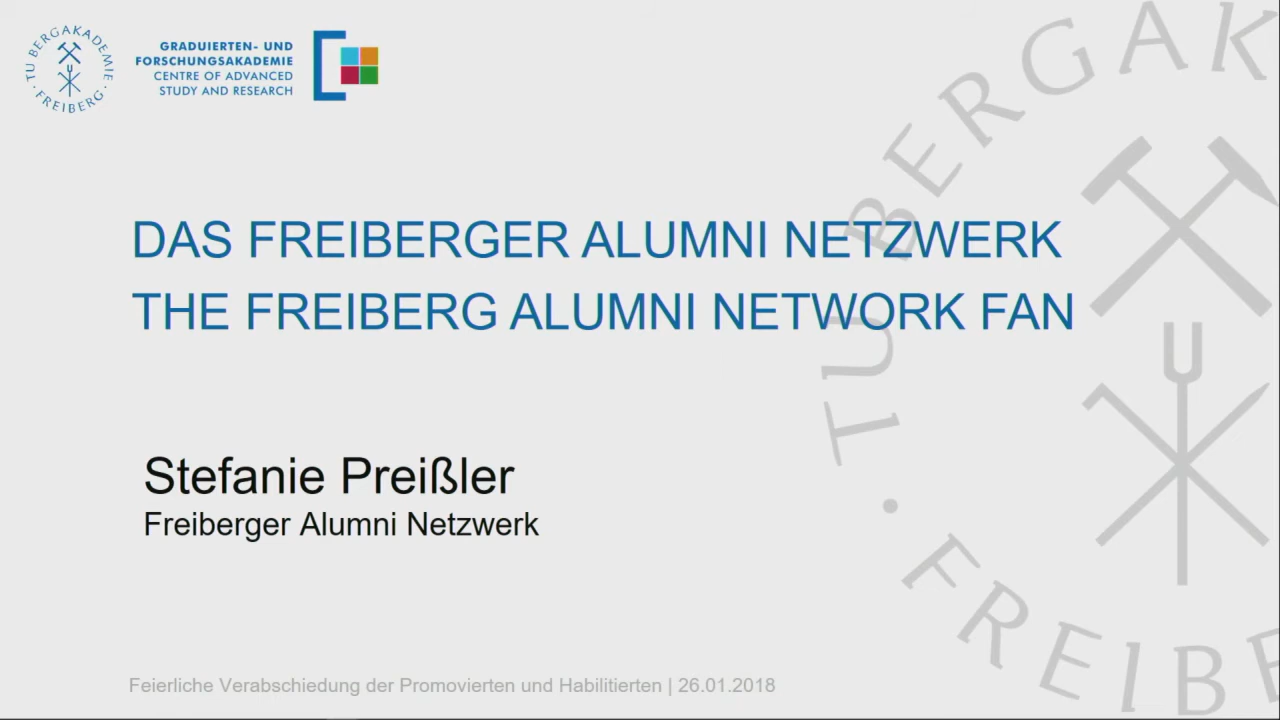 TU BERGAKADEMIE
· FREIBERG ·
GRADUIERTEN- UND
FORSCHUNGSAKADEMIE
CENTRE OF ADVANCED
STUDY AND RESEARCH
DAS FREIBERGER ALUMNI NETZWERK
THE FREIBERG ALUMNI NETWORK FAN
Stefanie Preißler
Freiberger Alumni Netzwerk
Feierliche Verabschiedung der Promovierten und Habilitierten | 26.01.2018
TU BERGAK
· FREIBE